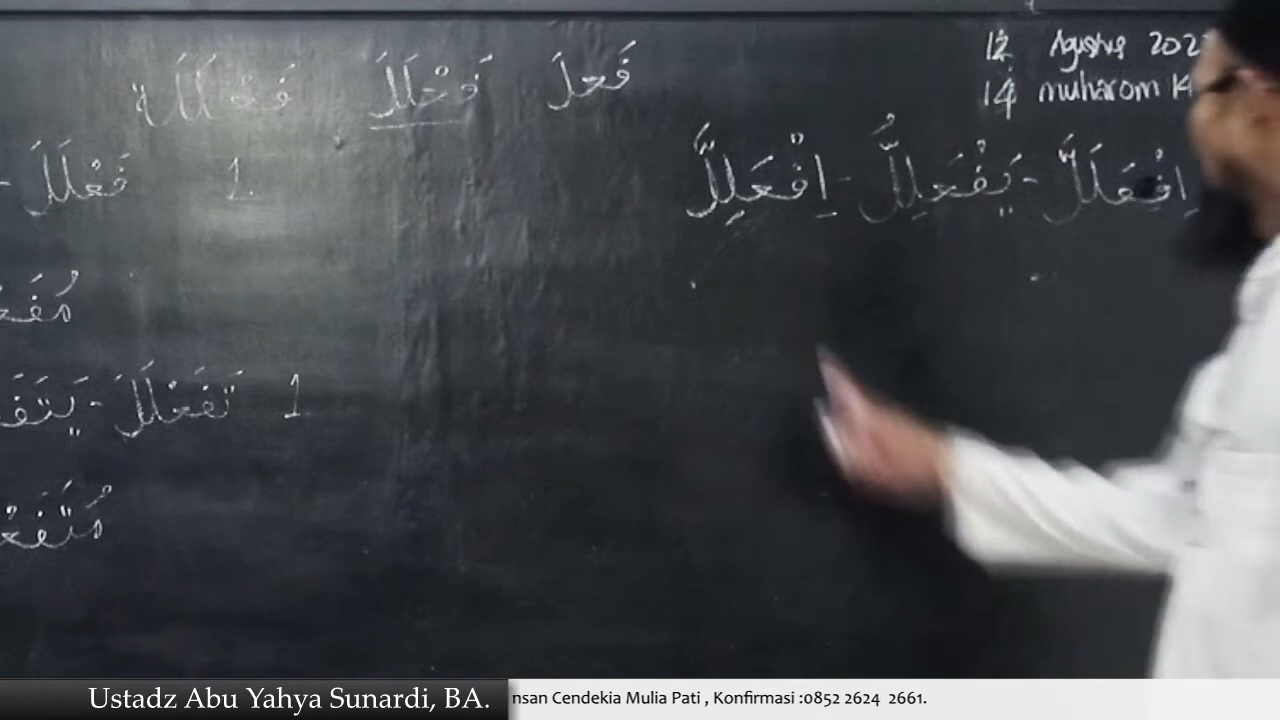 12 Agustus 202
14 muharom 14
فَعَلَ فَعْلَلَ فَعْلَلَة
اِفْعَلَلَّ - يَفْعَلِلُّ - اِفْعَلِلَّ
1. فَعْلَلَ -
مُفَعْ
1 تَفَعْلَلَ - يَتَفَ
مُتَفَعْ
Ustadz Abu Yahya Sunardi, BA.
nsan Cendekia Mulia Pati , Konfirmasi :0852 2624 2661.